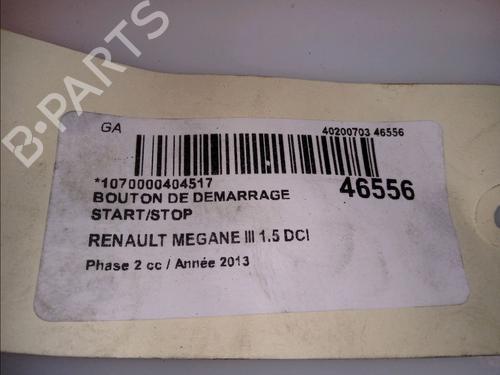 B-PARTS
GA
40200703 46556
*1070000404517
46556
BOUTON DE DEMARRAGE
START/STOP
RENAULT MEGANE III 1.5 DCI
Phase 2 cc / Année 2013